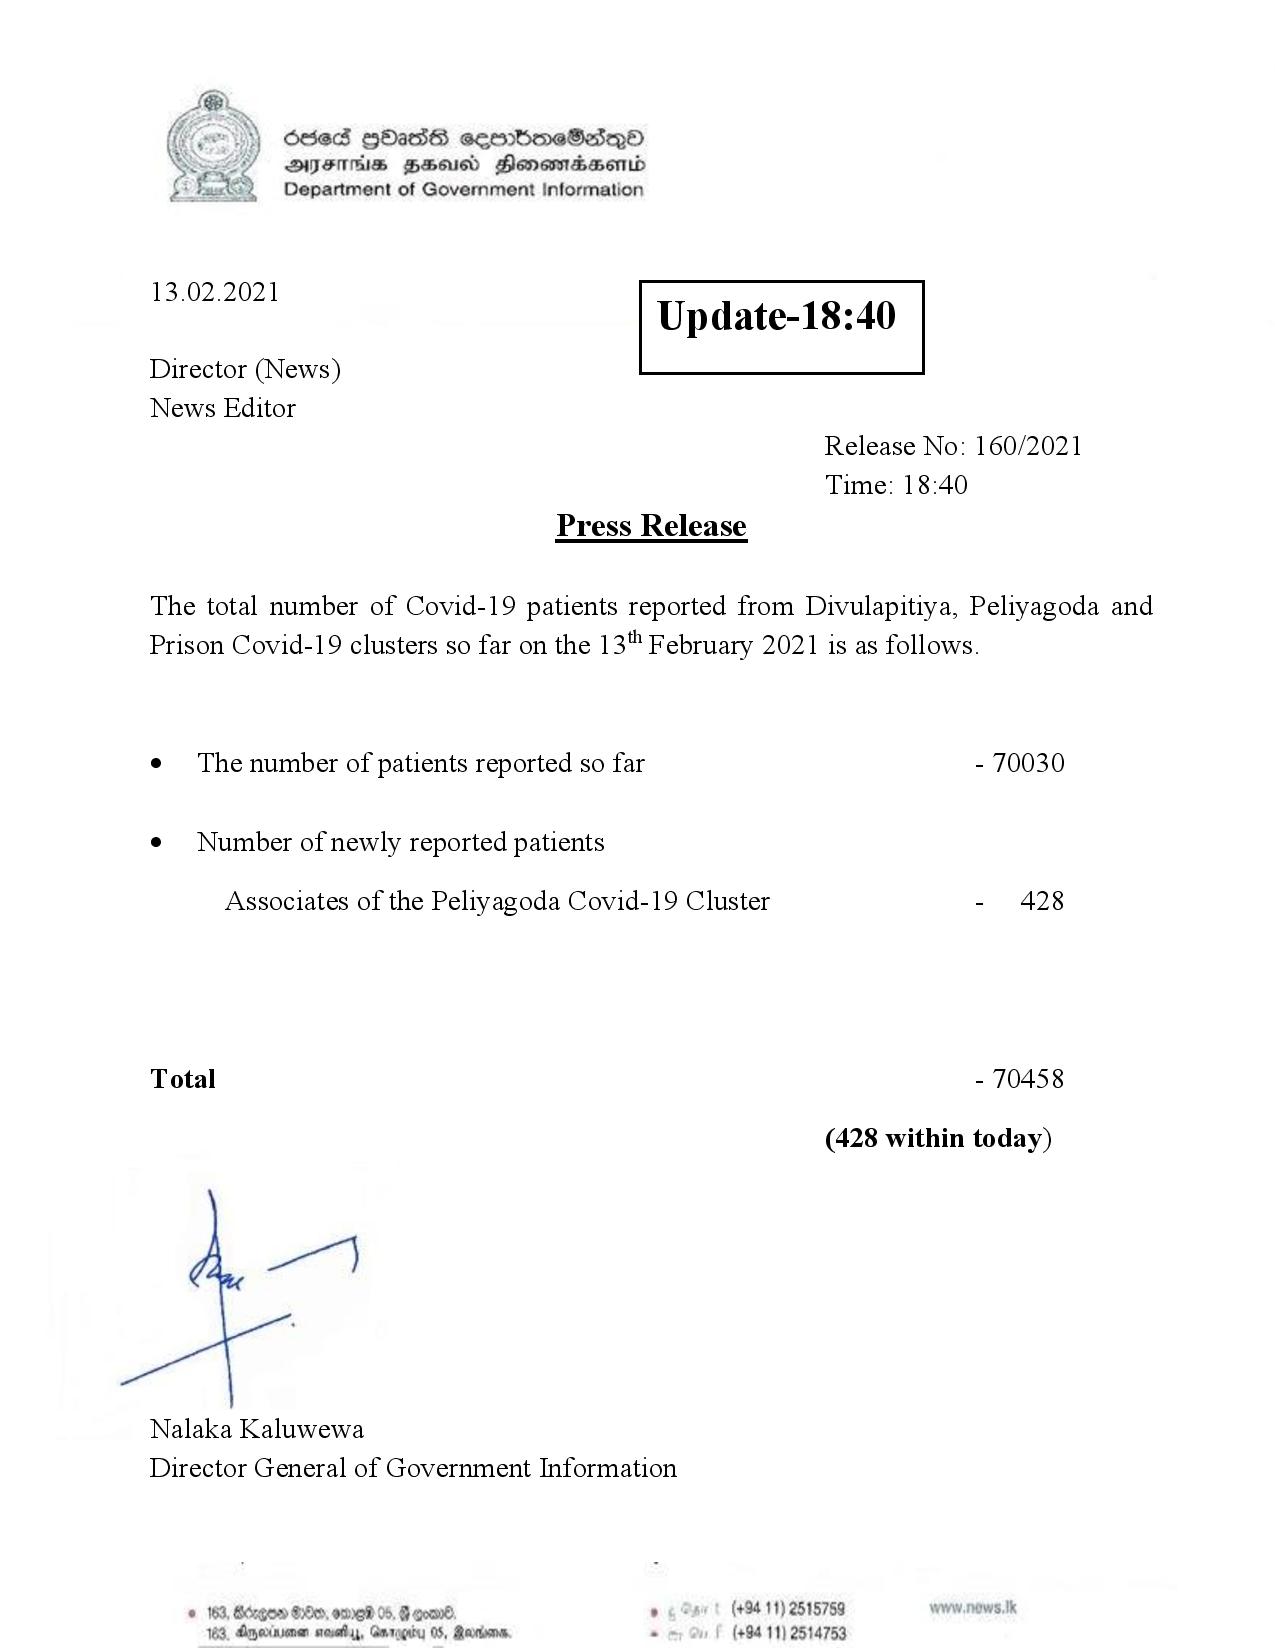 රජයේ ප්‍රවෘත්ති දෙපාර්තමේන්තුව
அரசாங்க தகவல் திணைக்களம்
Department of Government Information
13.02.2021
Update-18:40
Director (News)
News Editor
Release No: 160/2021
Time: 18:40
Press Release
The total number of Covid-19 patients reported from Divulapitiya, Peliyagoda and
Prison Covid-19 clusters so far on the 13th February 2021 is as follows.
• The number of patients reported so far - 70030
• Number of newly reported patients
Associates of the Peliyagoda Covid-19 Cluster - 428
Total - 70458
(428 within today)
Nalaka Kaluwewa
Director General of Government Information
163, කිරුලපන මාවත, කොළඹ 05, ශ්‍රී ලංකාව.
163, கிருலப்பனை எவனியூ, கொழும்பு 05, இலங்கை.
(+94 11) 2515759
(+94 11) 2514753
www.news.lk